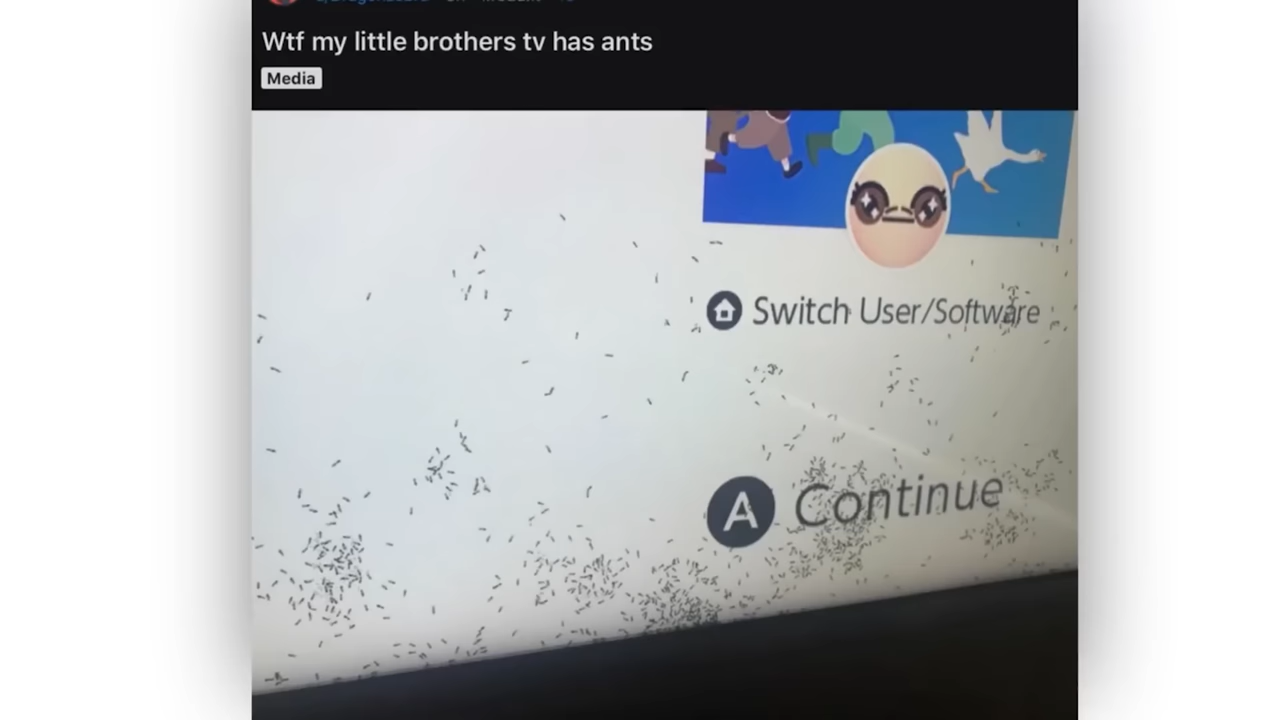 Wtf my little brothers tv has ants
Media
Switch User/Software
A Continue